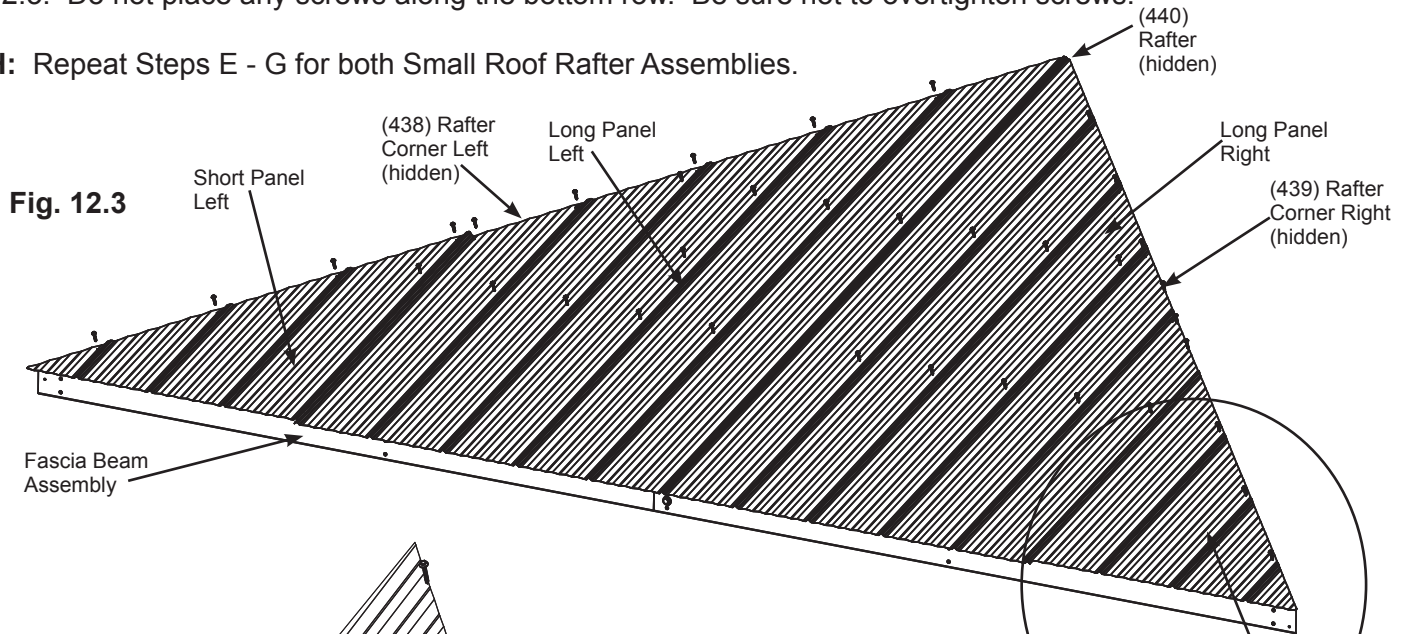 Do not place any screws along the bottom row. Be sure not to overtighten screws.
(440)
Rafter
(hidden)
Repeat Steps E - G for both Small Roof Rafter Assemblies.
(438) Rafter
Corner Left
(hidden)
Long Panel
Left
Long Panel
Right
Short Panel
Left
Fig. 12.3
(439) Rafter
Corner Right
(hidden)
Fascia Beam
Assembly